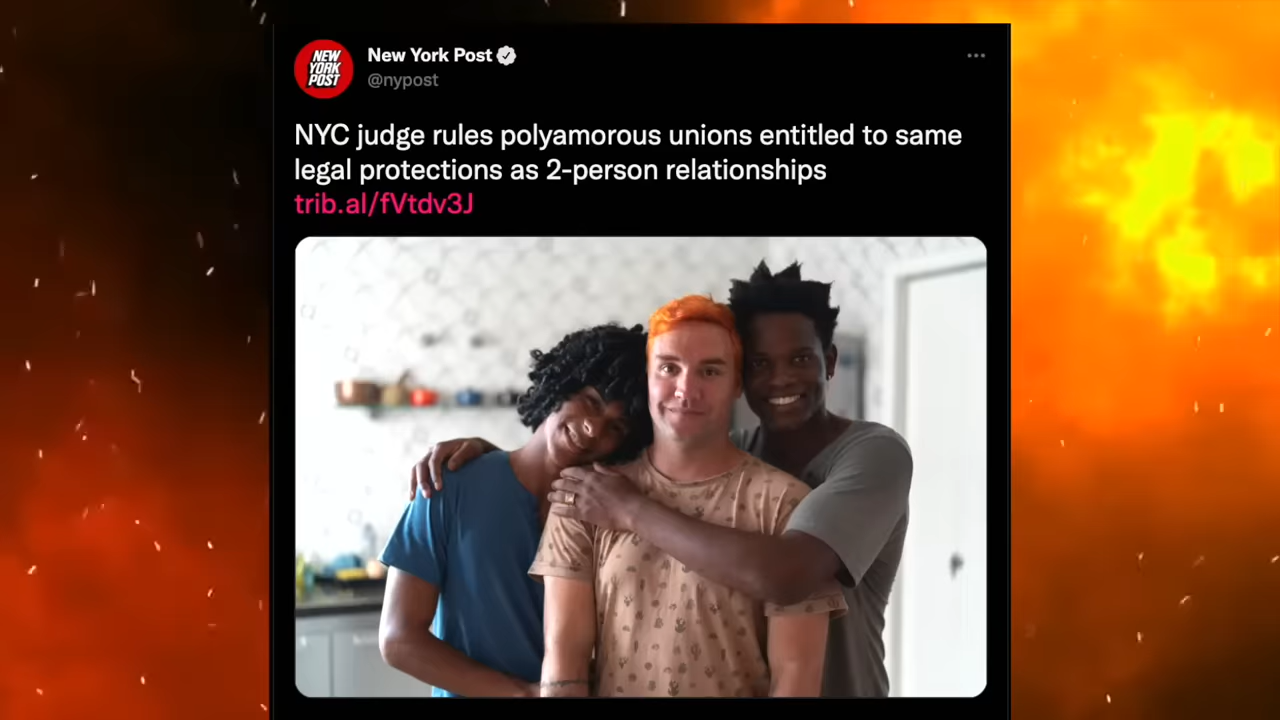 NEW
YORK
POST
New York Post
@nypost
NYC judge rules polyamorous unions entitled to same
legal protections as 2-person relationships
trib.al/fVtdv3J